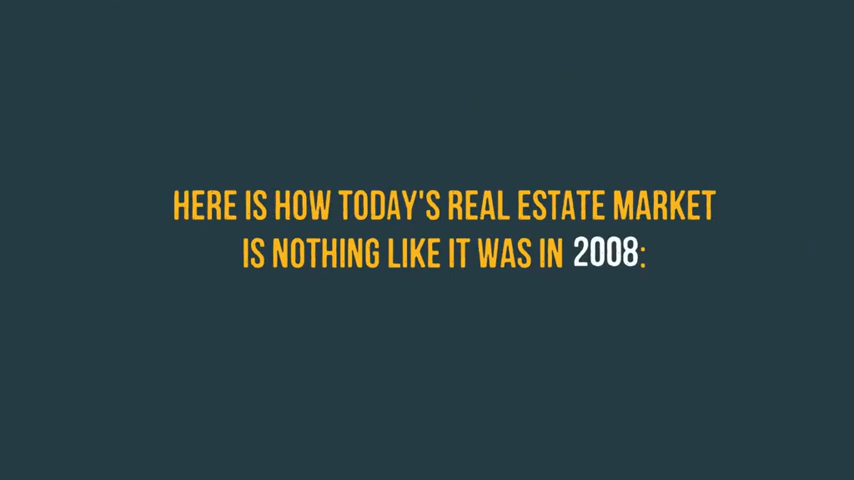 HERE IS HOW TODAY'S REAL ESTATE MARKET
IS NOTHING LIKE IT WAS IN 2008: